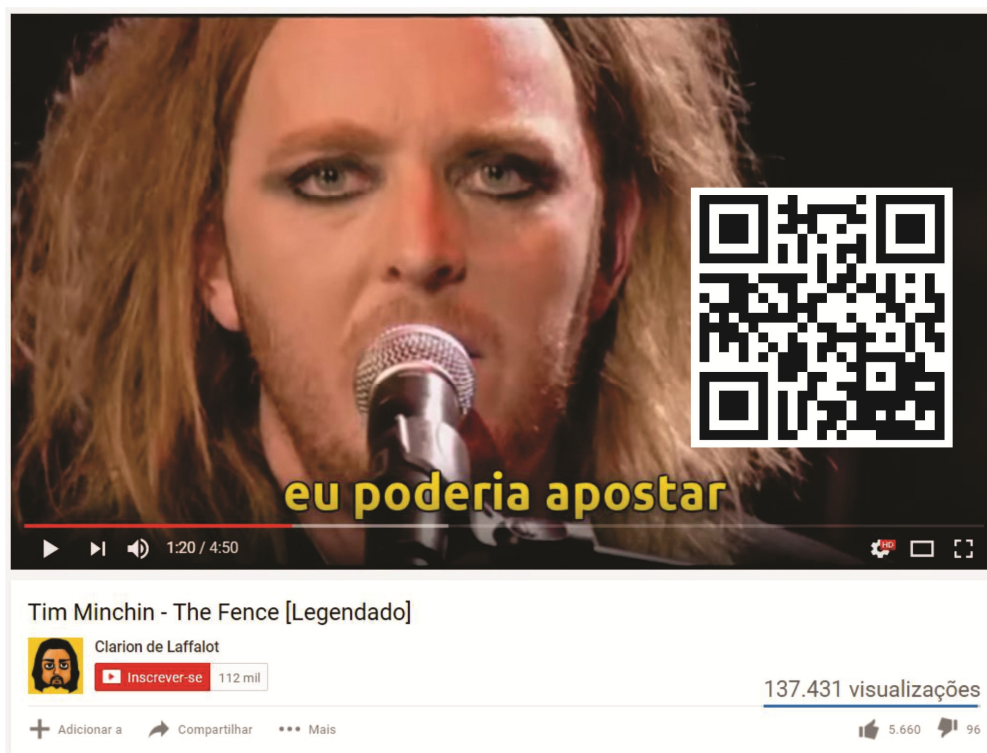 eu poderia apostar
1:20 / 4:50
HD
Tim Minchin - The Fence [Legendado]
Clarion de Laffalot
Inscrever-se 112 mil
137.431 visualizações
Adicionar a Compartilhar Mais 5.660 96